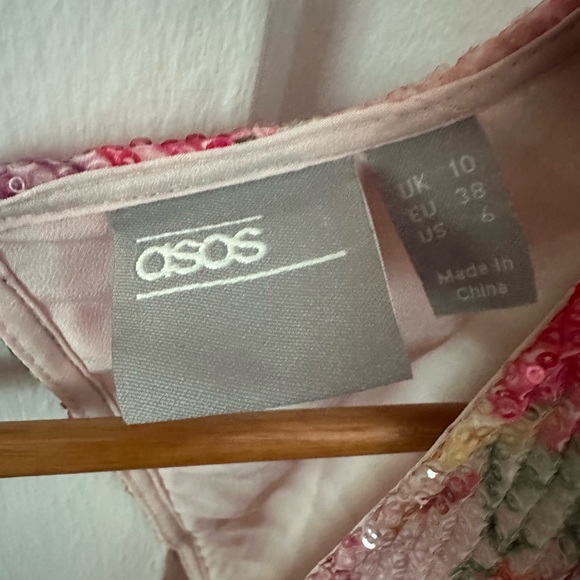 asos
UK 10
EU 38
US 6
Made in
China